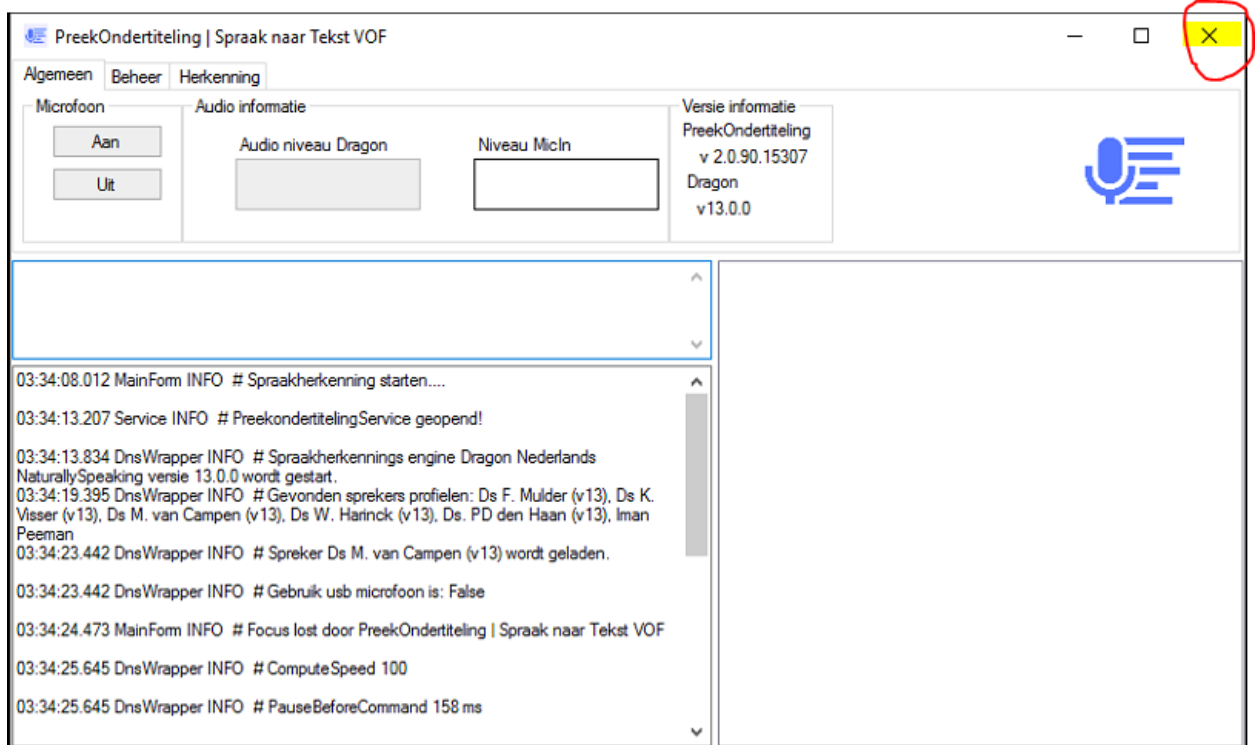 PreekOndertiteling | Spraak naar Tekst VOF
Algemeen Beheer Herkenning
Microfoon
Aan
Uit
Audio informatie
Audio niveau Dragon
Niveau MicIn
Versie informatie
PreekOndertiteling
v 2.0.90.15307
Dragon
v13.0.0
03:34:08.012 MainForm INFO # Spraakherkenning starten....
03:34:13.207 Service INFO # PreekondertitelingService geopend!
03:34:13.834 DnsWrapper INFO # Spraakherkennings engine Dragon Nederlands
NaturallySpeaking versie 13.0.0 wordt gestart.
03:34:19.395 DnsWrapper INFO # Gevonden sprekers profielen: Ds F. Mulder (v13), Ds K.
Visser (v13), Ds M. van Campen (v13), Ds W. Harinck (v13), Ds. PD den Haan (v13), Iman
Peeman
03:34:23.442 DnsWrapper INFO # Spreker Ds M. van Campen (v13) wordt geladen.
03:34:23.442 DnsWrapper INFO # Gebruik usb microfoon is: False
03:34:24.473 MainForm INFO # Focus lost door PreekOndertiteling | Spraak naar Tekst VOF
03:34:25.645 DnsWrapper INFO # ComputeSpeed 100
03:34:25.645 DnsWrapper INFO # PauseBeforeCommand 158 ms